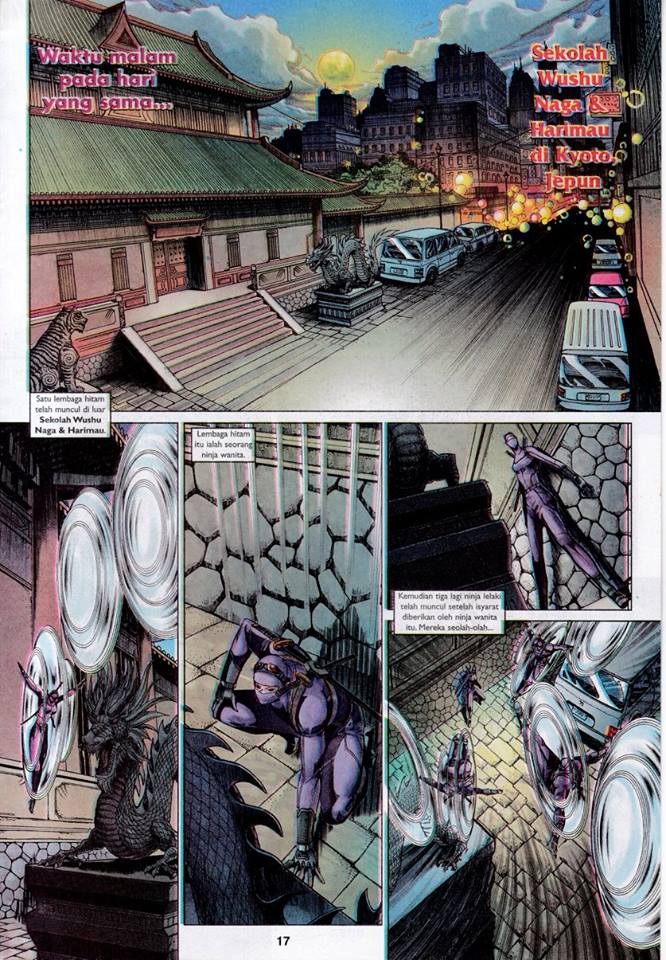 Waktu malam
pada hari
yang sama...
Sekolah
Wushu
Naga &
Harimau
di Kyoto,
Jepun
Satu lembaga hitam
telah muncul di luar
Sekolah Wushu
Naga & Harimau.
Lembaga hitam
itu ialah seorang
ninja wanita.
Kemudian tiga lagi ninja lelaki
telah muncul setelah isyarat
diberikan oleh ninja wanita
itu. Mereka seolah-olah...
17